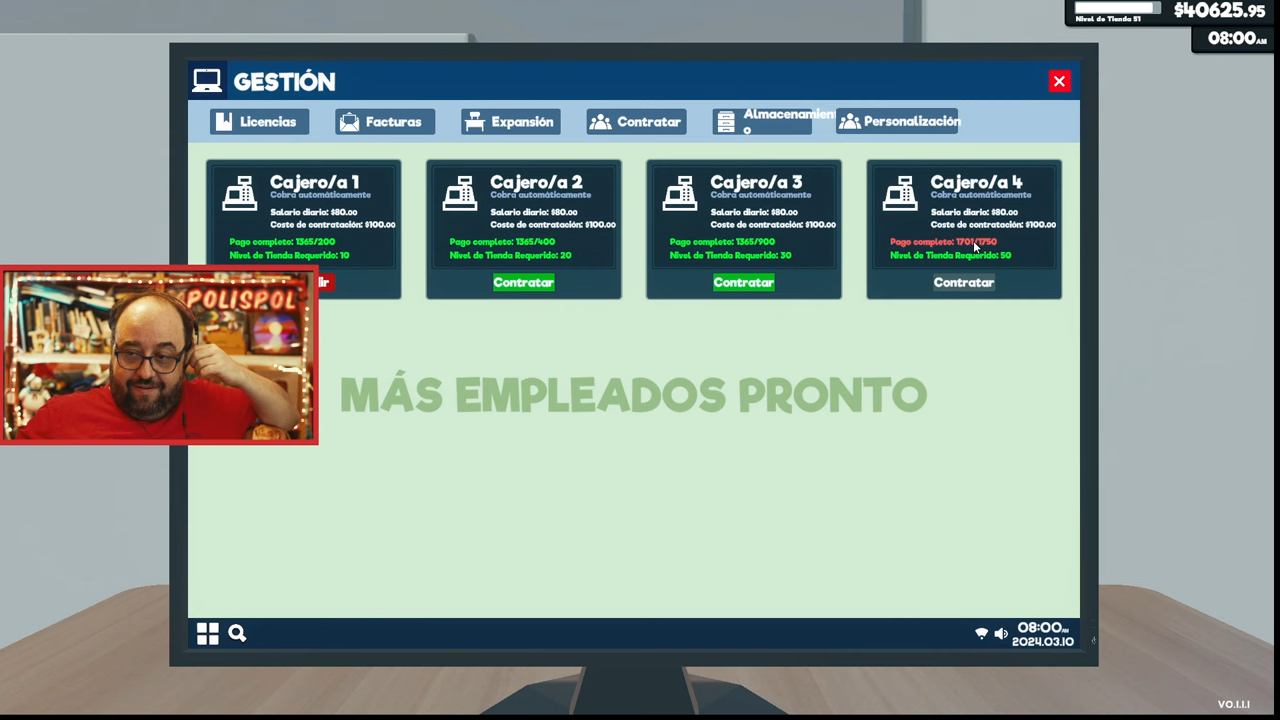 $40625.95
Nivel de Tienda 51
08:00AM
GESTIÓN
Licencias
Facturas
Expansión
Contratar
Almacenamient
o
Personalización
Cajero/a 1
Cobra automáticamente
Salario diario: $80.00
Coste de contratación: $100.00
Pago completo: 1365/200
Nivel de Tienda Requerido: 10
Cajero/a 2
Cobra automáticamente
Salario diario: $80.00
Coste de contratación: $100.00
Pago completo: 1365/400
Nivel de Tienda Requerido: 20
Contratar
Cajero/a 3
Cobra automáticamente
Salario diario: $80.00
Coste de contratación: $100.00
Pago completo: 1365/900
Nivel de Tienda Requerido: 30
Contratar
Cajero/a 4
Cobra automáticamente
Salario diario: $80.00
Coste de contratación: $100.00
Pago completo: 1701/1750
Nivel de Tienda Requerido: 50
Contratar
POLISPOL
MÁS EMPLEADOS PRONTO
08:00AM
2024.03.10
V0.1.1.1